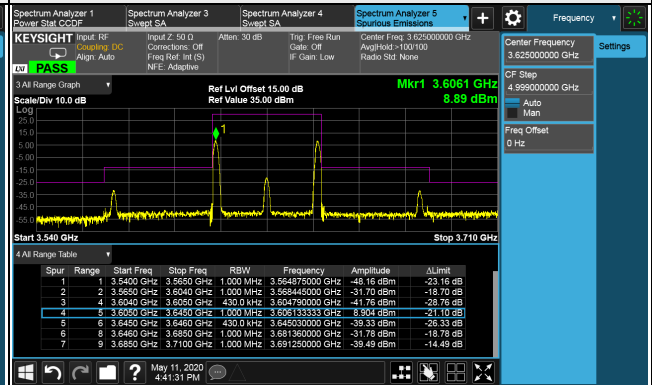 Spectrum Analyzer 1
Power Stat CCDF
Spectrum Analyzer 3
Swept SA
Spectrum Analyzer 4
Swept SA
Spectrum Analyzer 5
Spurious Emissions
+
Frequency
KEYSIGHT
Input: RF
Coupling: DC
Align: Auto
Input Z: 50 Ω
Corrections: Off
Freq Ref: Int (S)
NFE: Adaptive
Atten: 30 dB
Trig: Free Run
Gate: Off
IF Gain: Low
Center Freq: 3.625000000 GHz
Avg|Hold:>100/100
Radio Std: None
LXI PASS
Center Frequency
3.625000000 GHz
Settings
CF Step
4.999000000 GHz
Auto
Man
Freq Offset
0 Hz
3 All Range Graph
Scale/Div 10.0 dB
Ref Lvl Offset 15.00 dB
Ref Value 35.00 dBm
Mkr1 3.6061 GHz
8.89 dBm
Log
25.0
15.0
5.00
-5.00
-15.0
-25.0
-35.0
-45.0
-55.0
1
Start 3.540 GHz
Stop 3.710 GHz
4 All Range Table
Spur Range Start Freq Stop Freq RBW Frequency Amplitude ΔLimit
1 1 3.5400 GHz 3.5650 GHz 1.000 MHz 3.564875000 GHz -48.16 dBm -23.16 dB
2 2 3.5650 GHz 3.6040 GHz 1.000 MHz 3.568445000 GHz -31.70 dBm -18.70 dB
3 4 3.6040 GHz 3.6050 GHz 430.0 kHz 3.604790000 GHz -41.76 dBm -28.76 dB
4 5 3.6050 GHz 3.6450 GHz 1.000 MHz 3.606133333 GHz 8.904 dBm -21.10 dB
5 6 3.6450 GHz 3.6460 GHz 430.0 kHz 3.645030000 GHz -39.33 dBm -26.33 dB
6 8 3.6460 GHz 3.6850 GHz 1.000 MHz 3.681360000 GHz -31.78 dBm -18.78 dB
7 9 3.6850 GHz 3.7100 GHz 1.000 MHz 3.691250000 GHz -39.49 dBm -14.49 dB
?
May 11, 2020
4:41:31 PM